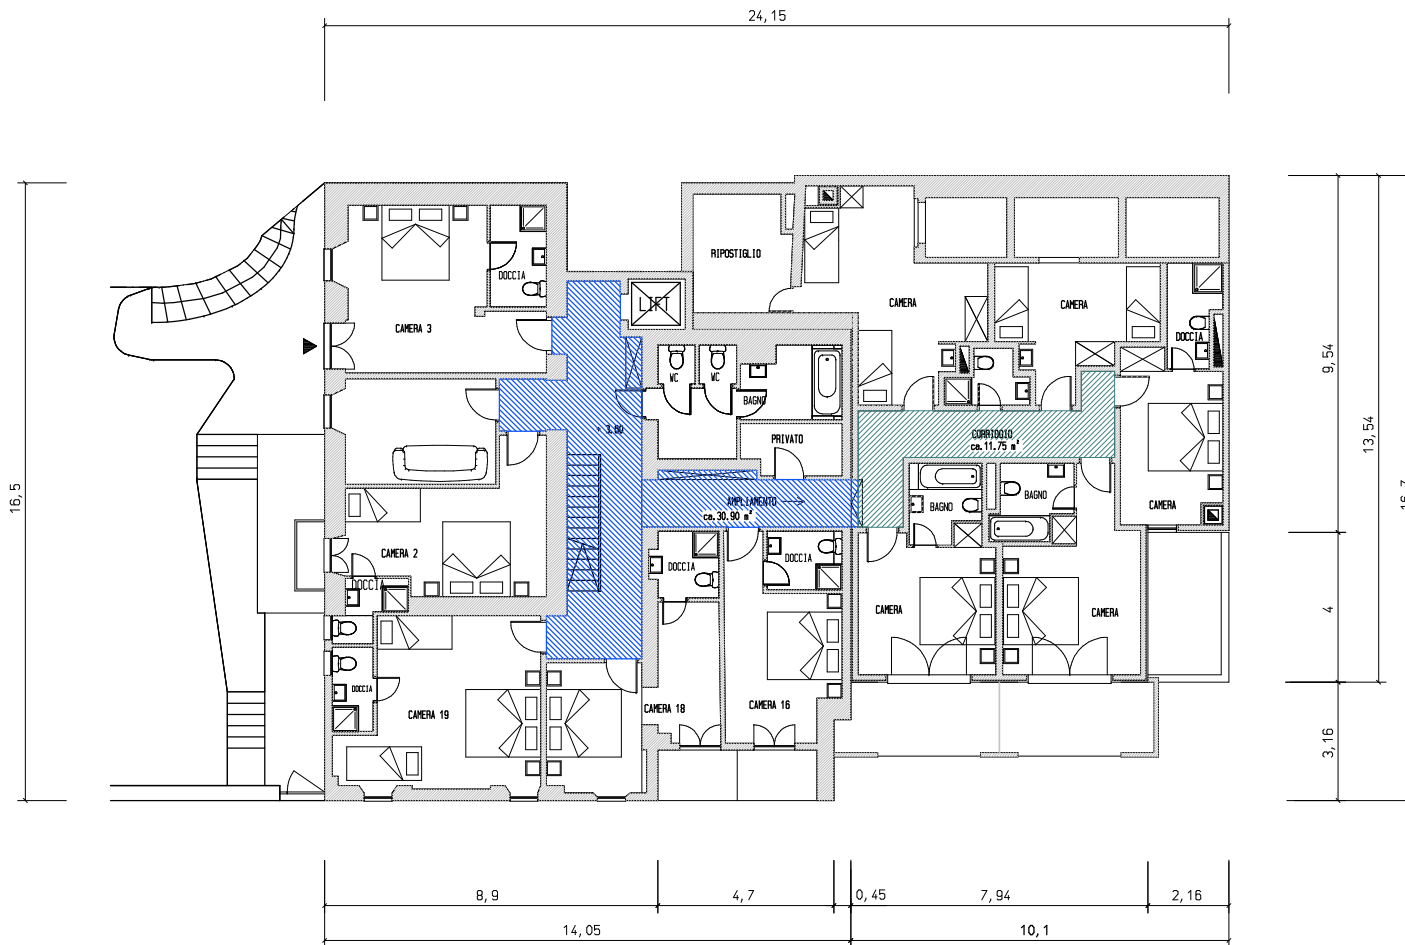 24,15
16,5
RIPOSTIGLIO
DOCCIA
LIFT
CAMERA 3
CAMERA
CAMERA
DOCCIA
WC
WC
BAGNO
+ 3.60
PRIVATO
CORRIDOIO
ca.11.75 m²
9,54
13,54
AMPLIAMENTO
ca.30.90 m²
BAGNO
BAGNO
CAMERA
CAMERA 2
DOCCIA
DOCCIA
DOCCIA
CAMERA
CAMERA
4
DOCCIA
CAMERA 19
CAMERA 18
CAMERA 16
3,16
8,9
4,7
0,45
7,94
2,16
14,05
10,1